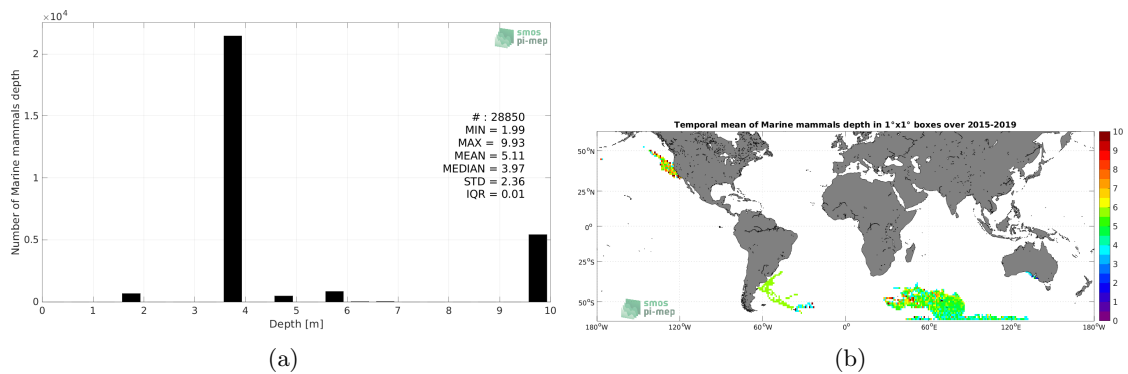 ×10⁴
smos
pi-mep
2
1.5
1
0.5
0
Number of Marine mammals depth
# : 28850
MIN = 1.99
MAX = 9.93
MEAN = 5.11
MEDIAN = 3.97
STD = 2.36
IQR = 0.01
0 1 2 3 4 5 6 7 8 9 10
Depth [m]
(a)
Temporal mean of Marine mammals depth in 1°x1° boxes over 2015-2019
50°N
25°N
0°
25°S
50°S
180°W 120°W 60°W 0° 60°E 120°E 180°W
smos
pi-mep
10
9
8
7
6
5
4
3
2
1
0
(b)